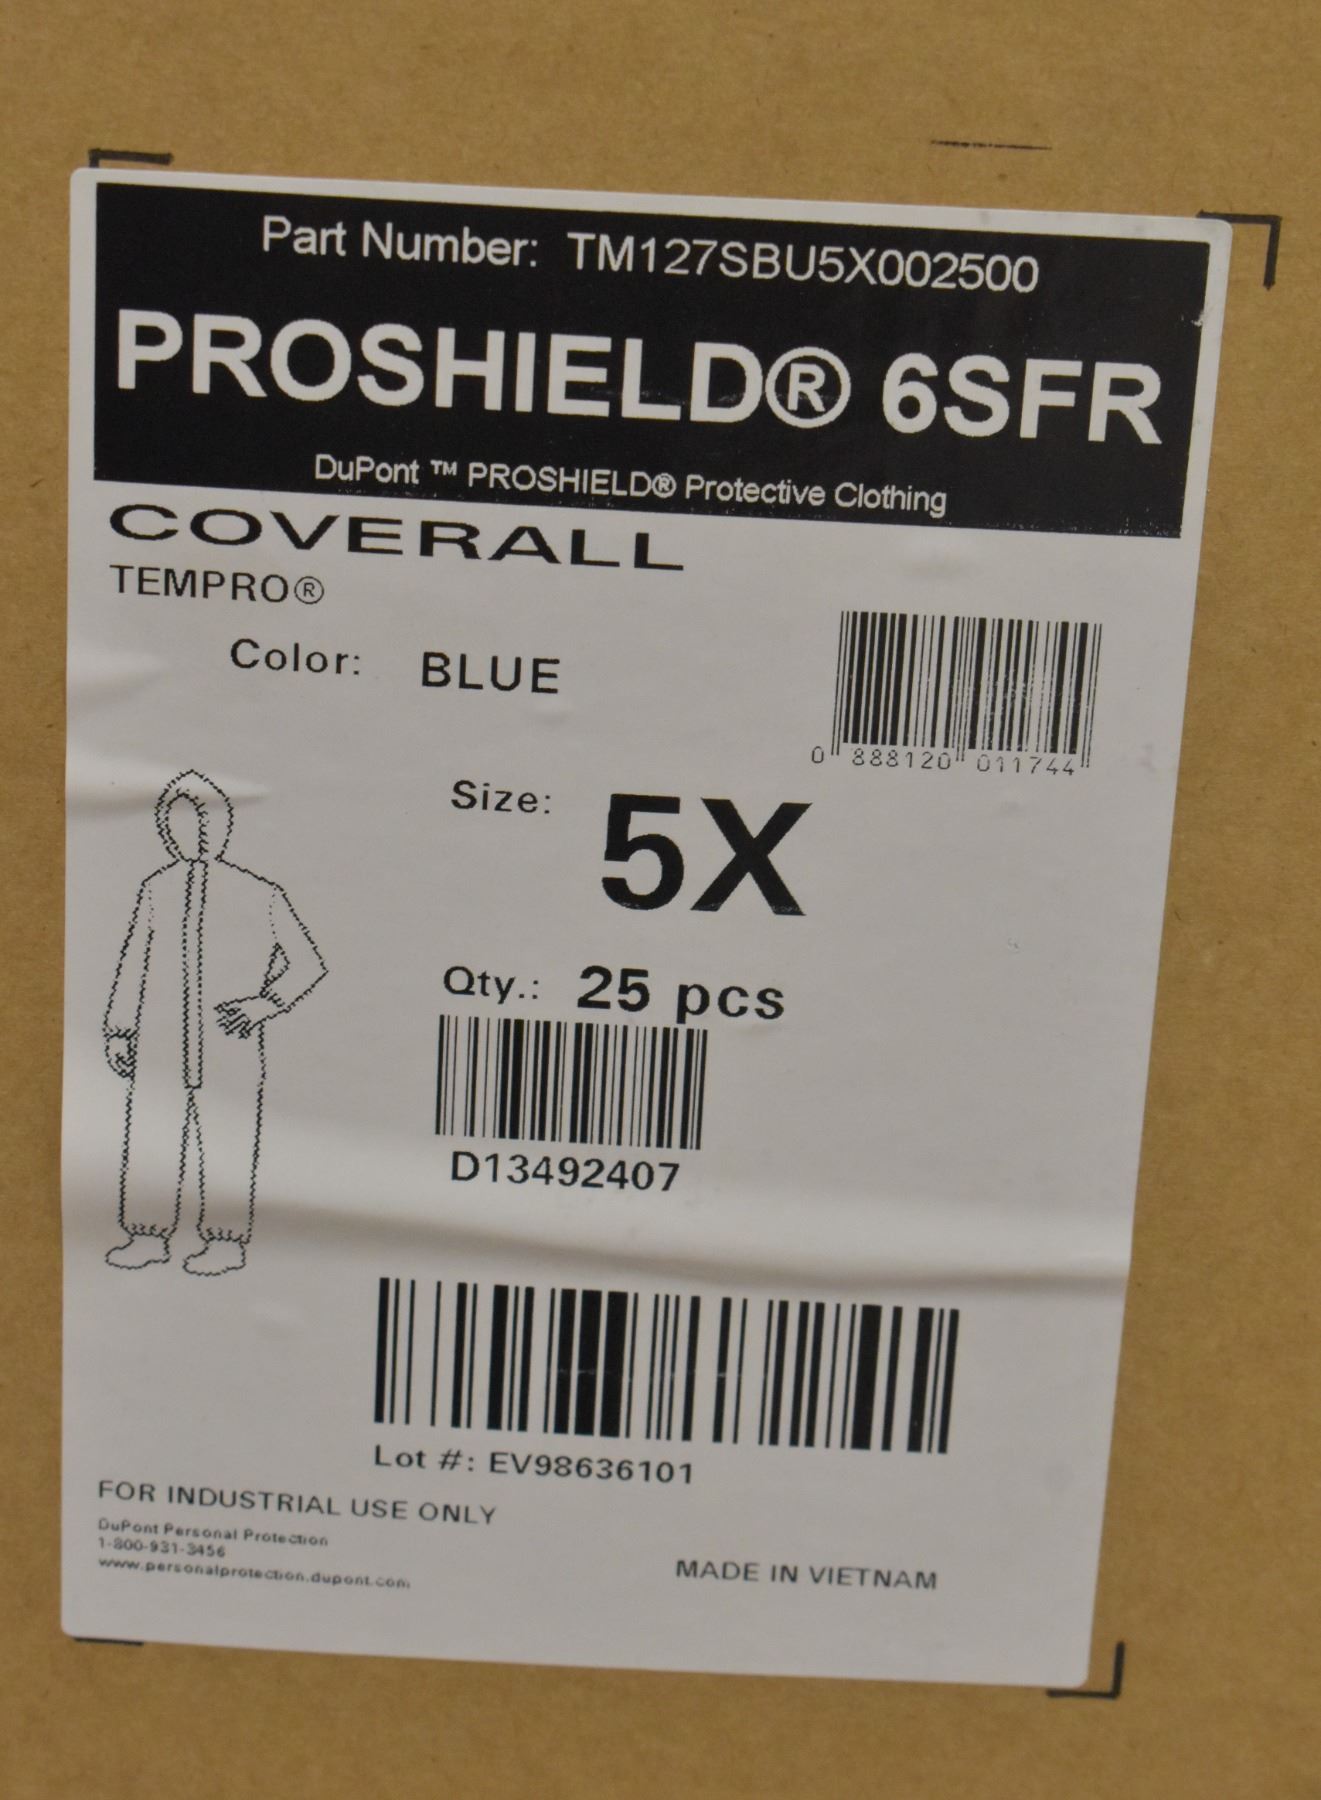 Part Number: TM127SBU5X002500
PROSHIELD® 6SFR
DuPont ™ PROSHIELD® Protective Clothing
COVERALL
TEMPRO®
Color: BLUE
0 888120 011744
Size: 5X
Qty.: 25 pcs
D13492407
Lot #: EV98636101
FOR INDUSTRIAL USE ONLY
DuPont Personal Protection
1-800-931-3456
www.personalprotection.dupont.com
MADE IN VIETNAM